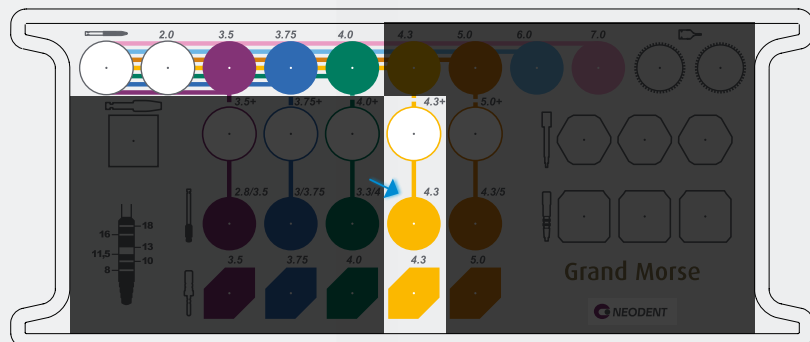 2.0 3.5 3.75 4.0 4.3 5.0 6.0 7.0
3.5+ 3.75+ 4.0+ 4.3+ 5.0+
2.8/3.5 3/3.75 3.3/4 4.3 4.3/5
18
16
13
11,5
10
8
3.5 3.75 4.0 4.3 5.0
Grand Morse
NEODENT